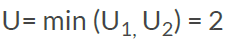 U= min (U₁, U₂) = 2